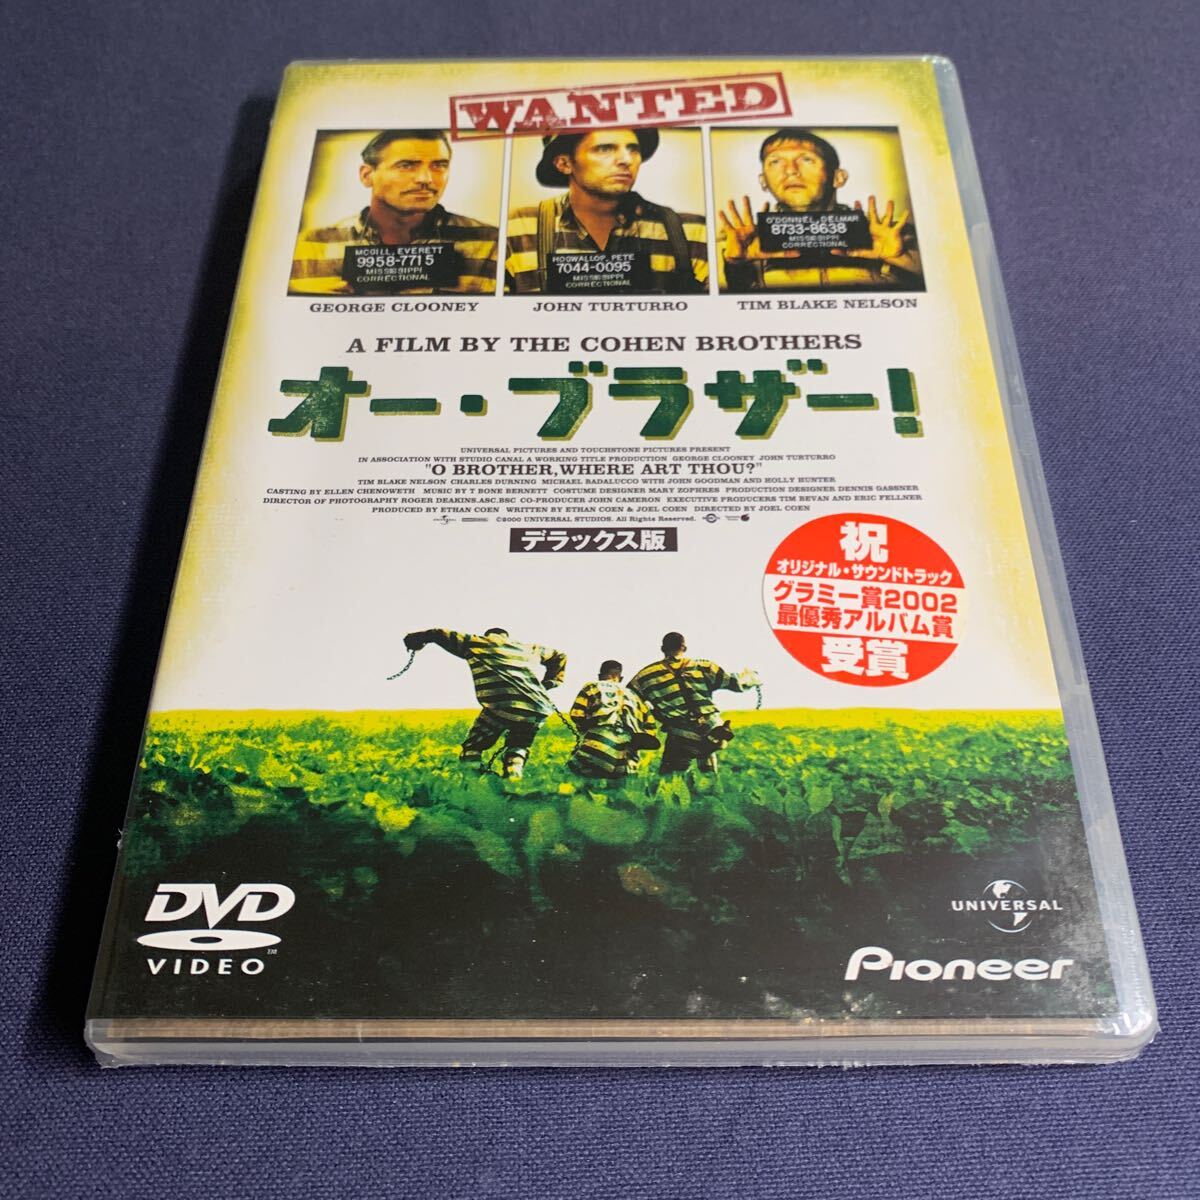 WANTED
MCGILL, EVERETT
9958-7715
MISSISSIPPI
CORRECTIONAL
HOGWALLOP, PETE
7044-0095
MISSISSIPPI
CORRECTIONAL
O'DONNEL, DELMAR
8733-8638
MISSISSIPPI
CORRECTIONAL
GEORGE CLOONEY
JOHN TURTURRO
TIM BLAKE NELSON
A FILM BY THE COHEN BROTHERS
オー・ブラザー!
UNIVERSAL PICTURES AND TOUCHSTONE PICTURES PRESENT
IN ASSOCIATION WITH STUDIO CANAL A WORKING TITLE PRODUCTION GEORGE CLOONEY JOHN TURTURRO
"O BROTHER, WHERE ART THOU?"
TIM BLAKE NELSON CHARLES DURNING MICHAEL BADALUCCO WITH JOHN GOODMAN AND HOLLY HUNTER
CASTING BY ELLEN CHENOWETH MUSIC BY T BONE BERNETT COSTUME DESIGNER MARY ZOPHRES PRODUCTION DESIGNER DENNIS GASSNER
DIRECTOR OF PHOTOGRAPHY ROGER DEAKINS.ASC.BSC CO-PRODUCER JOHN CAMERON EXECUTIVE PRODUCERS TIM BEVAN AND ERIC FELLNER
PRODUCED BY ETHAN COEN WRITTEN BY ETHAN COEN & JOEL COEN DIRECTED BY JOEL COEN
©2000 UNIVERSAL STUDIOS. All Rights Reserved.
デラックス版
祝
オリジナル・サウンドトラック
グラミー賞2002
最優秀アルバム賞
受賞
DVD
VIDEO
TM
UNIVERSAL
Pioneer